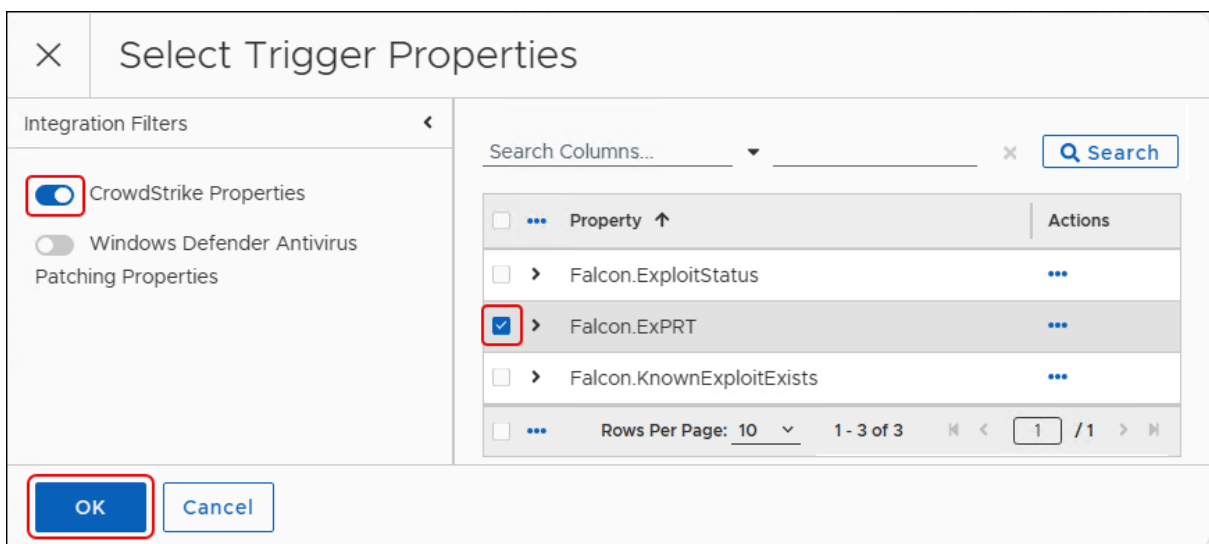 Select Trigger Properties
Integration Filters
CrowdStrike Properties
Windows Defender Antivirus
Patching Properties
Search Columns...
Search
Property
Actions
Falcon.ExploitStatus
Falcon.ExPRT
Falcon.KnownExploitExists
Rows Per Page: 10 1 - 3 of 3 1 / 1
OK Cancel